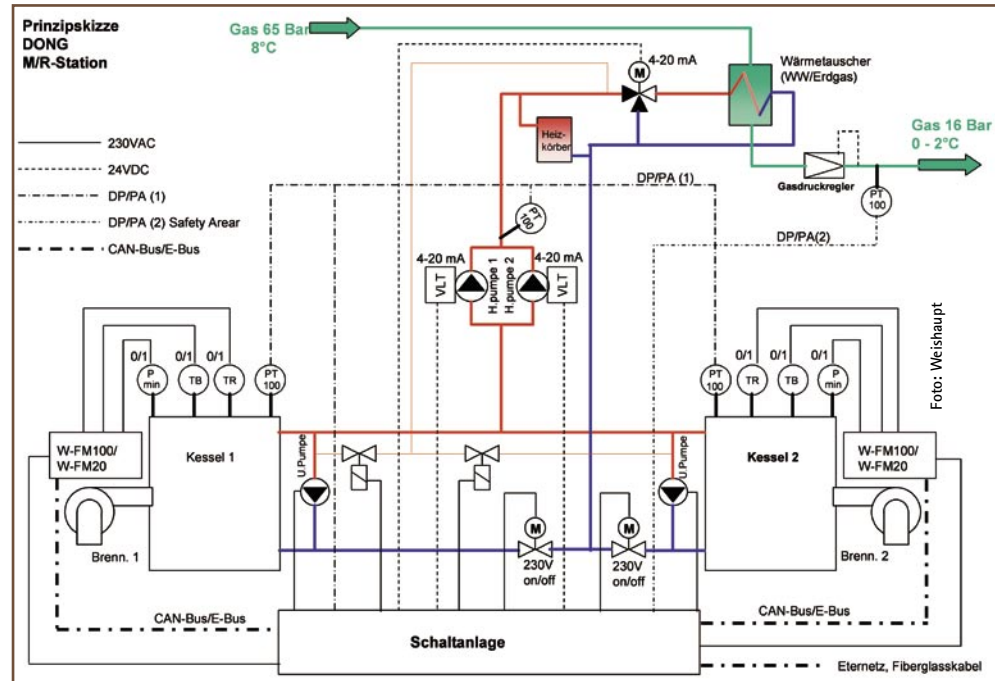 Prinzipskizze
DONG
M/R-Station
Gas 65 Bar
8°C
4-20 mA
M
Wärmetauscher
(WW/Erdgas)
Heiz-
körber
Gas 16 Bar
0 - 2°C
Gasdruckregler
PT
100
DP/PA(2)
230VAC
24VDC
DP/PA (1)
DP/PA (2) Safety Arear
CAN-Bus/E-Bus
DP/PA (1)
PT
100
4-20 mA
4-20 mA
VLT
H.pumpe 1
H.pumpe 2
VLT
0/1
0/1
0/1
P
min
TB
TR
PT
100
0/1
0/1
0/1
PT
100
TR
TB
P
min
Foto: Weishaupt
W-FM100/
W-FM20
Kessel 1
U.Pumpe
U.Pumpe
Kessel 2
W-FM100/
W-FM20
Brenn. 1
M
230V
on/off
M
230V
on/off
Brenn. 2
CAN-Bus/E-Bus
Schaltanlage
CAN-Bus/E-Bus
Eternetz, Fiberglasskabel